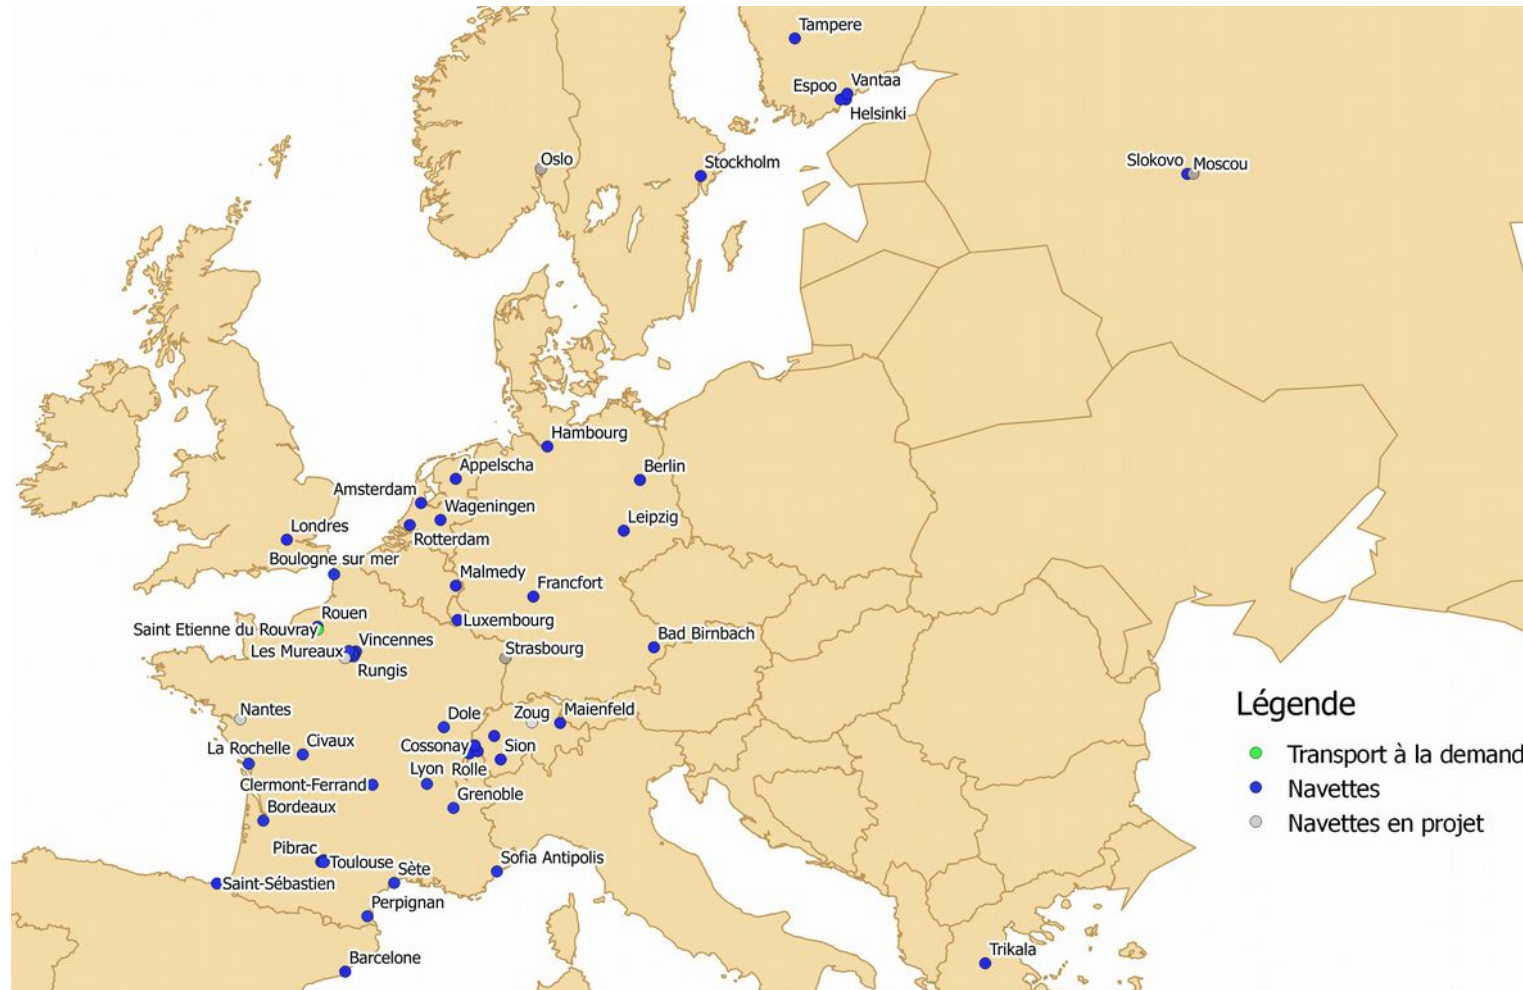 Tampere
Espoo
Vantaa
Helsinki
Oslo
Stockholm
Slokovo
Moscou
Hambourg
Appelscha
Berlin
Amsterdam
Wageningen
Leipzig
Londres
Rotterdam
Boulogne sur mer
Malmedy
Francfort
Rouen
Luxembourg
Saint Etienne du Rouvray
Vincennes
Bad Birnbach
Les Mureaux
Strasbourg
Rungis
Nantes
Dole
Zoug
Maienfeld
La Rochelle
Civaux
Cossonay
Sion
Lyon
Rolle
Clermont-Ferrand
Grenoble
Bordeaux
Pibrac
Toulouse
Sète
Sofia Antipolis
Saint-Sébastien
Perpignan
Barcelone
Trikala
Légende
Transport à la demand
Navettes
Navettes en projet